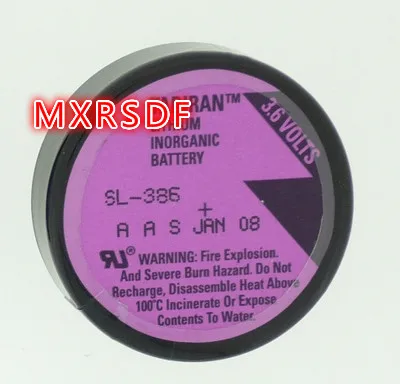 MXRSDF
3.6 VOLTS
INORGANIC
BATTERY
SL-386
+
A A S JAN 08
WARNING: Fire Explosion.
And Severe Burn Hazard. Do Not
Recharge, Disassemble Heat Above
100°C Incinerate or Expose
Contents To Water.